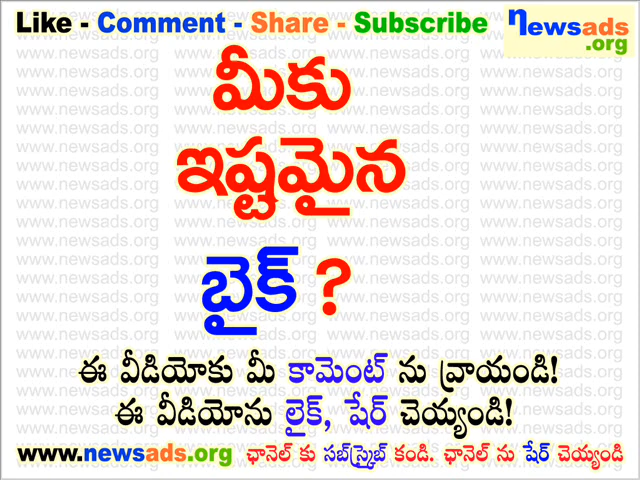 Like - Comment - Share - Subscribe
newsads
.org
మీకు
ఇష్టమైన
బైక్ ?
ఈ వీడియోకు మీ కామెంట్ ను వ్రాయండి!
ఈ వీడియోను లైక్, షేర్ చెయ్యండి!
www.newsads.org ఛానెల్ కు సబ్‌స్క్రైబ్ కండి. ఛానెల్ ను షేర్ చెయ్యండి